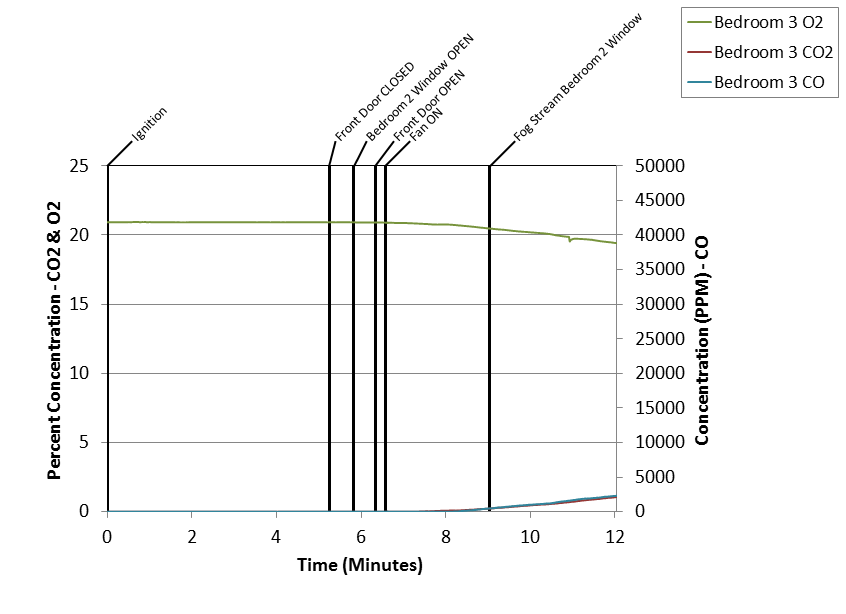 Bedroom 3 O2
Bedroom 3 CO2
Bedroom 3 CO
Ignition
Front Door CLOSED
Bedroom 2 Window OPEN
Front Door OPEN
Fan ON
Fog Stream Bedroom 2 Window
Percent Concentration - CO2 & O2
25
20
15
10
5
0
50000
45000
40000
35000
30000
25000
20000
15000
10000
5000
0
Concentration (PPM) - CO
0 2 4 6 8 10 12
Time (Minutes)